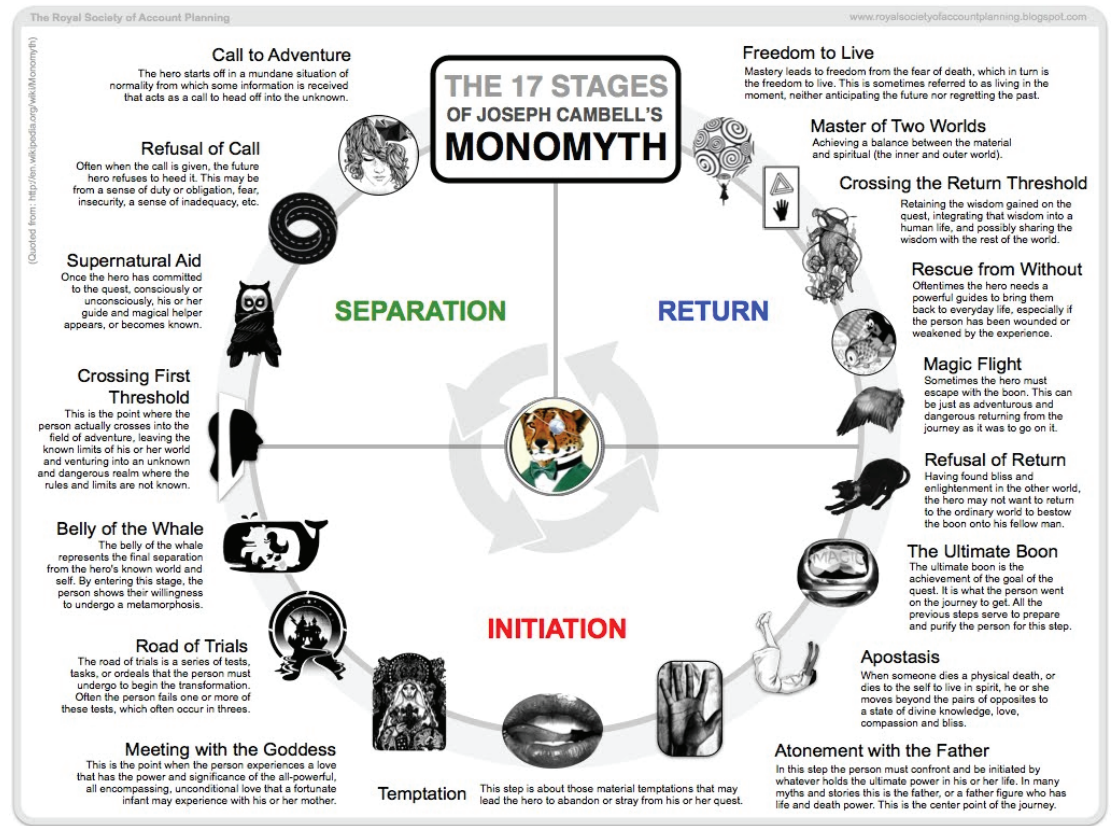 The Royal Society of Account Planning
www.royalsocietyofaccountplanning.blogspot.com
(Quoted from: http://en.wikipedia.org/wiki/Monomyth)
THE 17 STAGES
OF JOSEPH CAMBELL'S
MONOMYTH
Call to Adventure
The hero starts off in a mundane situation of
normality from which some information is received
that acts as a call to head off into the unknown.
Refusal of Call
Often when the call is given, the future
hero refuses to heed it. This may be
from a sense of duty or obligation, fear,
insecurity, a sense of inadequacy, etc.
Supernatural Aid
Once the hero has committed
to the quest, consciously or
unconsciously, his or her
guide and magical helper
appears, or becomes known.
Crossing First
Threshold
This is the point where the
person actually crosses into the
field of adventure, leaving the
known limits of his or her world
and venturing into an unknown
and dangerous realm where the
rules and limits are not known.
Belly of the Whale
The belly of the whale
represents the final separation
from the hero's known world and
self. By entering this stage, the
person shows their willingness
to undergo a metamorphosis.
Road of Trials
The road of trials is a series of tests,
tasks, or ordeals that the person must
undergo to begin the transformation.
Often the person fails one or more of
these tests, which often occur in threes.
Meeting with the Goddess
This is the point when the person experiences a love
that has the power and significance of the all-powerful,
all encompassing, unconditional love that a fortunate
infant may experience with his or her mother.
Temptation
This step is about those material temptations that may
lead the hero to abandon or stray from his or her quest.
Atonement with the Father
In this step the person must confront and be initiated by
whatever holds the ultimate power in his or her life. In many
myths and stories this is the father, or a father figure who has
life and death power. This is the center point of the journey.
Apostasis
When someone dies a physical death, or
dies to the self to live in spirit, he or she
moves beyond the pairs of opposites to
a state of divine knowledge, love,
compassion and bliss.
The Ultimate Boon
The ultimate boon is the
achievement of the goal of the
quest. It is what the person went
on the journey to get. All the
previous steps serve to prepare
and purify the person for this step.
MAGIC
Refusal of Return
Having found bliss and
enlightenment in the other world,
the hero may not want to return
to the ordinary world to bestow
the boon onto his fellow man.
Magic Flight
Sometimes the hero must
escape with the boon. This can
be just as adventurous and
dangerous returning from the
journey as it was to go on it.
Rescue from Without
Oftentimes the hero needs a
powerful guides to bring them
back to everyday life, especially if
the person has been wounded or
weakened by the experience.
Crossing the Return Threshold
Retaining the wisdom gained on the
quest, integrating that wisdom into a
human life, and possibly sharing the
wisdom with the rest of the world.
Master of Two Worlds
Achieving a balance between the material
and spiritual (the inner and outer world).
Freedom to Live
Mastery leads to freedom from the fear of death, which in turn is
the freedom to live. This is sometimes referred to as living in the
moment, neither anticipating the future nor regretting the past.
SEPARATION
RETURN
INITIATION